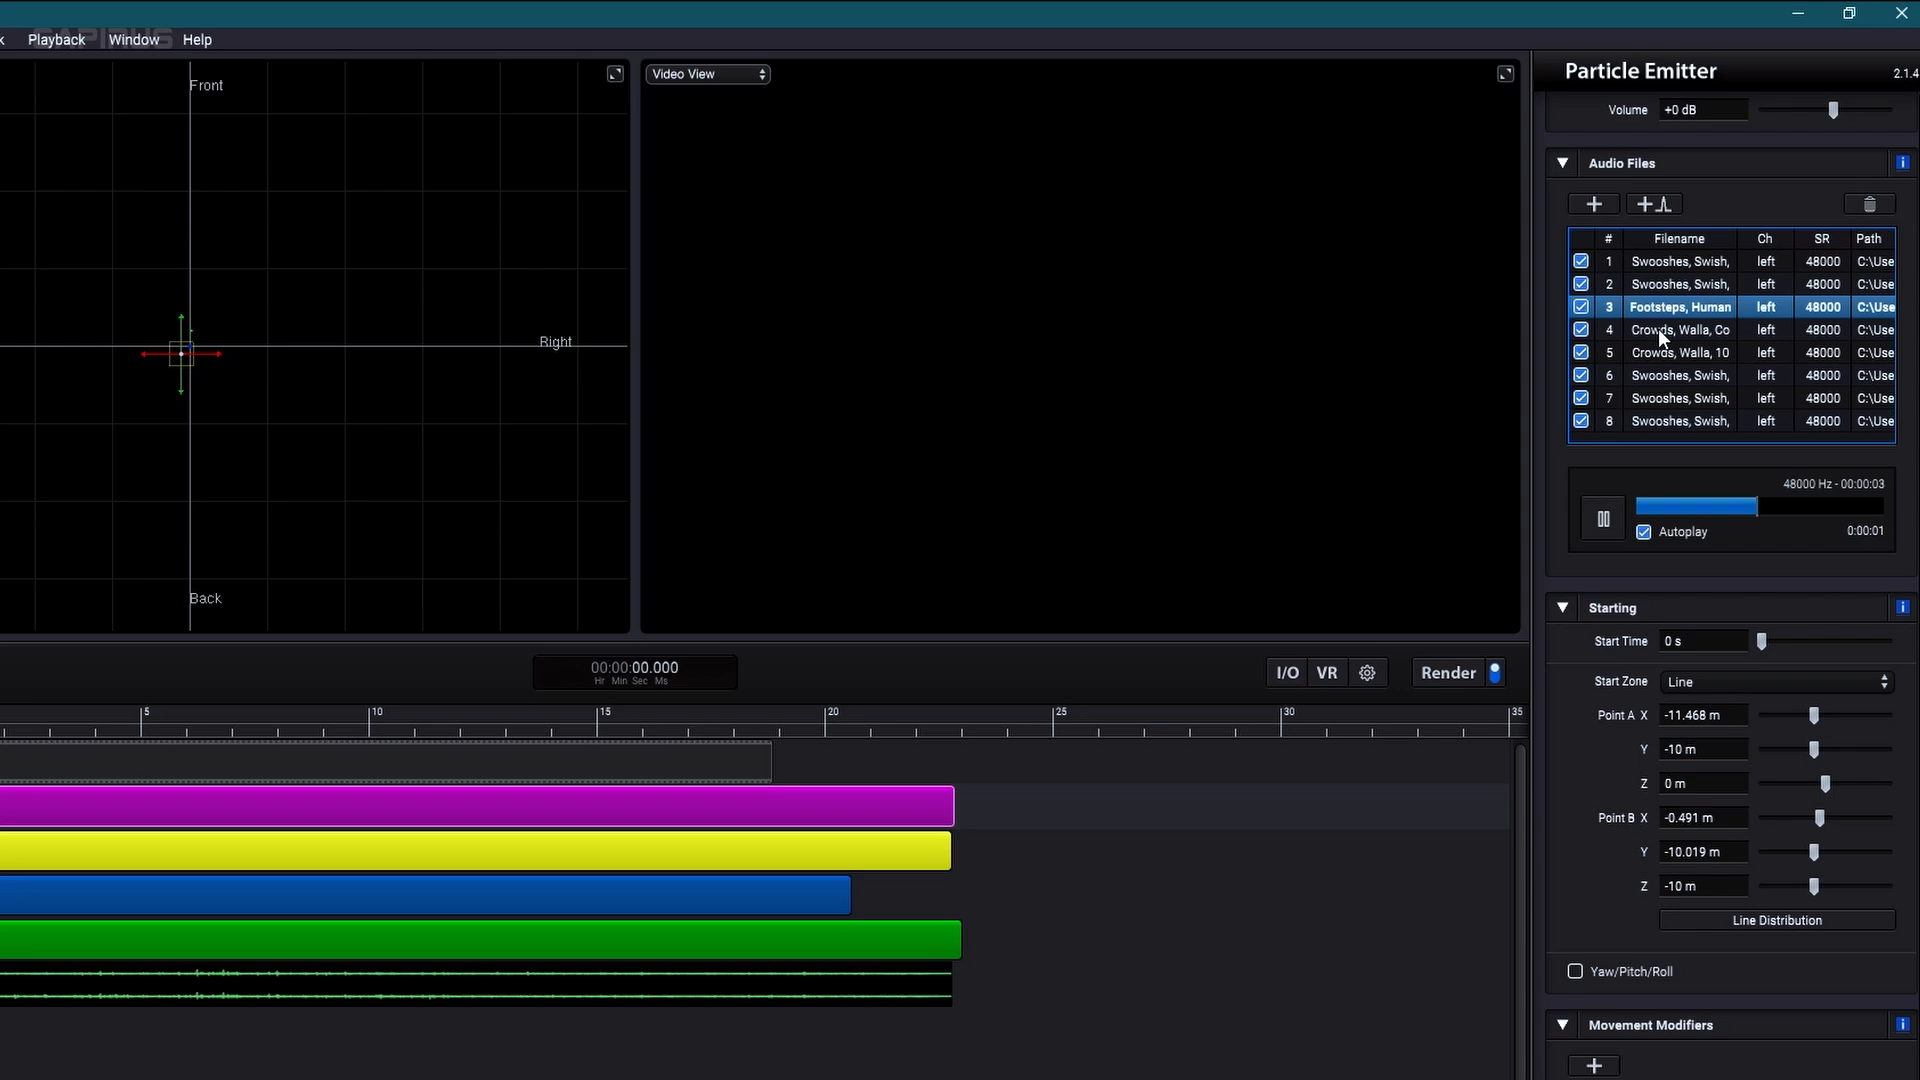 Playback Window Help
Front
Right
Back
Video View
Particle Emitter 2.1.4
Volume +0 dB
Audio Files
# Filename Ch SR Path
1 Swooshes, Swish, left 48000 C:\Use
2 Swooshes, Swish, left 48000 C:\Use
3 Footsteps, Human left 48000 C:\Use
4 Crowds, Walla, Co left 48000 C:\Use
5 Crowds, Walla, 10 left 48000 C:\Use
6 Swooshes, Swish, left 48000 C:\Use
7 Swooshes, Swish, left 48000 C:\Use
8 Swooshes, Swish, left 48000 C:\Use
48000 Hz - 00:00:03
Autoplay 0:00:01
Starting
Start Time 0 s
Start Zone Line
Point A X -11.468 m
Y -10 m
Z 0 m
Point B X -0.491 m
Y -10.019 m
Z -10 m
Line Distribution
Yaw/Pitch/Roll
Movement Modifiers
00:00:00.000
Hr Min Sec Ms
I/O VR Render
5 10 15 20 25 30 35